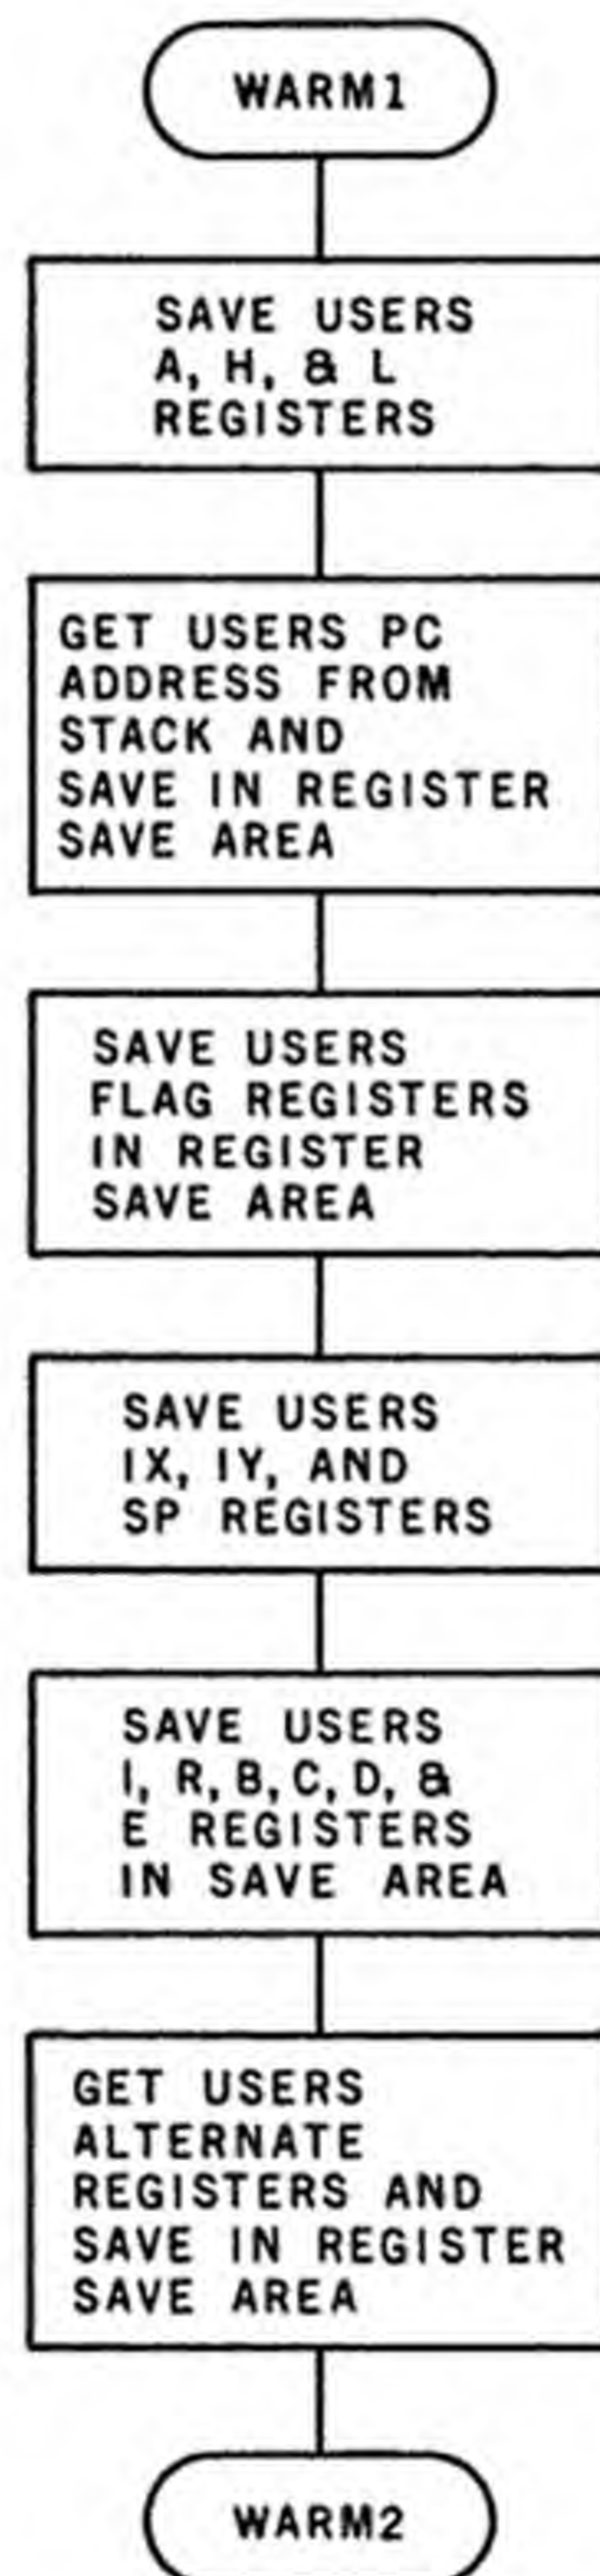 WARM1
SAVE USERS
A, H, & L
REGISTERS
GET USERS PC
ADDRESS FROM
STACK AND
SAVE IN REGISTER
SAVE AREA
SAVE USERS
FLAG REGISTERS
IN REGISTER
SAVE AREA
SAVE USERS
IX, IY, AND
SP REGISTERS
SAVE USERS
I, R, B, C, D, &
E REGISTERS
IN SAVE AREA
GET USERS
ALTERNATE
REGISTERS AND
SAVE IN REGISTER
SAVE AREA
WARM2